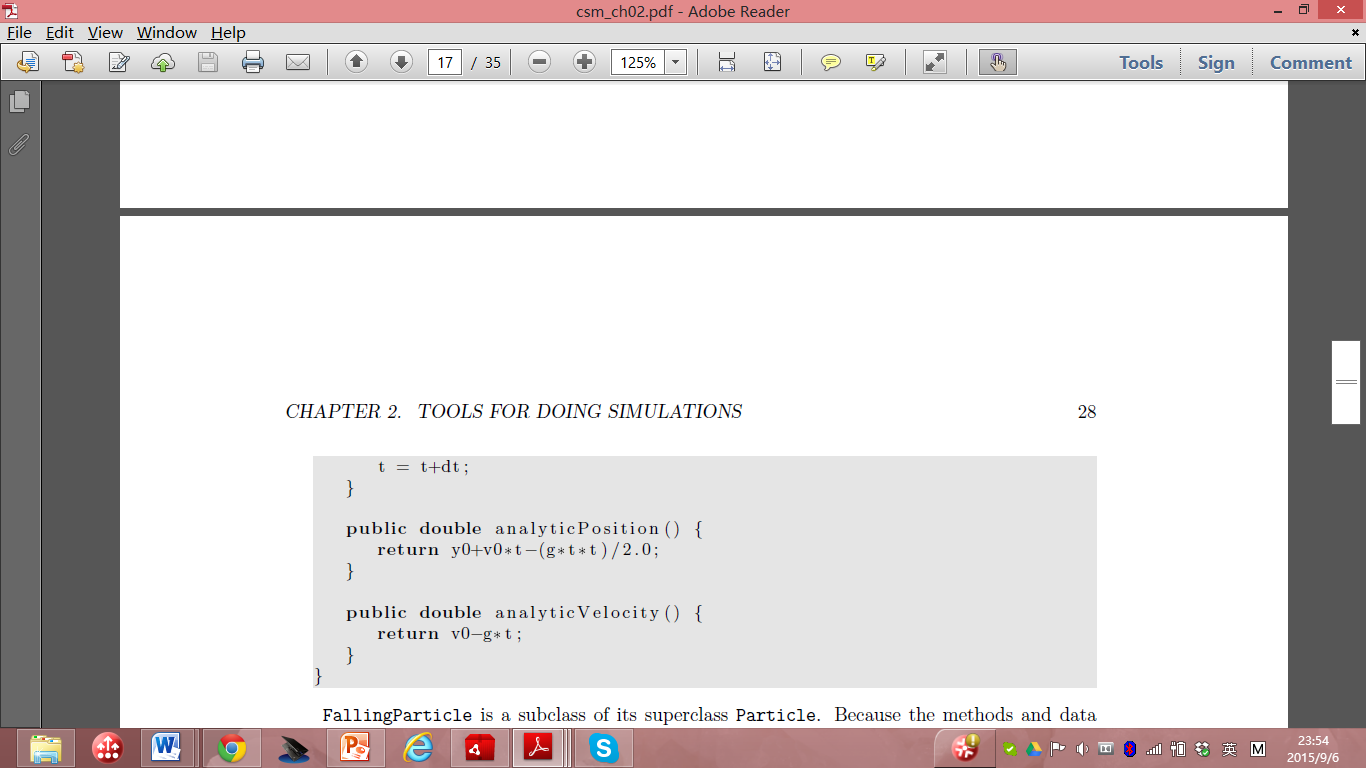 csm_ch02.pdf - Adobe Reader
File Edit View Window Help
17 / 35 125% Tools Sign Comment
CHAPTER 2. TOOLS FOR DOING SIMULATIONS 28
t = t+dt;
}
public double analyticPosition() {
return y0+v0*t−(g*t*t)/2.0;
}
public double analyticVelocity() {
return v0−g*t;
}
}
FallingParticle is a subclass of its superclass Particle. Because the methods and data
英 M 23:54
2015/9/6